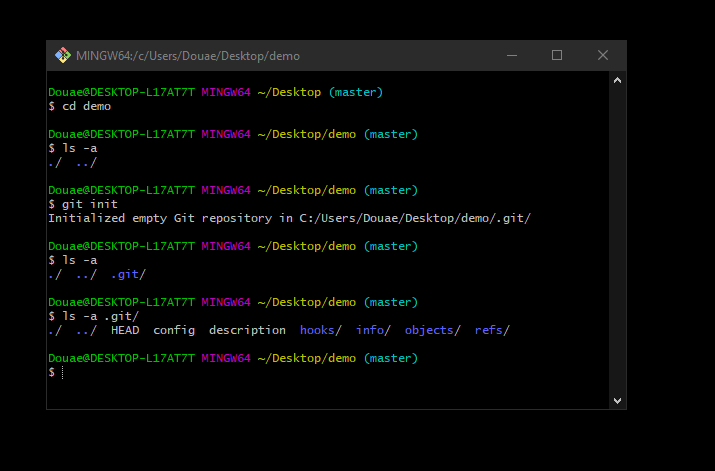 MINGW64:/c/Users/Douae/Desktop/demo
Douae@DESKTOP-L17AT7T MINGW64 ~/Desktop (master)
$ cd demo
Douae@DESKTOP-L17AT7T MINGW64 ~/Desktop/demo (master)
$ ls -a
./  ../
Douae@DESKTOP-L17AT7T MINGW64 ~/Desktop/demo (master)
$ git init
Initialized empty Git repository in C:/Users/Douae/Desktop/demo/.git/
Douae@DESKTOP-L17AT7T MINGW64 ~/Desktop/demo (master)
$ ls -a
./  ../  .git/
Douae@DESKTOP-L17AT7T MINGW64 ~/Desktop/demo (master)
$ ls -a .git/
./  ../  HEAD  config  description  hooks/  info/  objects/  refs/
Douae@DESKTOP-L17AT7T MINGW64 ~/Desktop/demo (master)
$